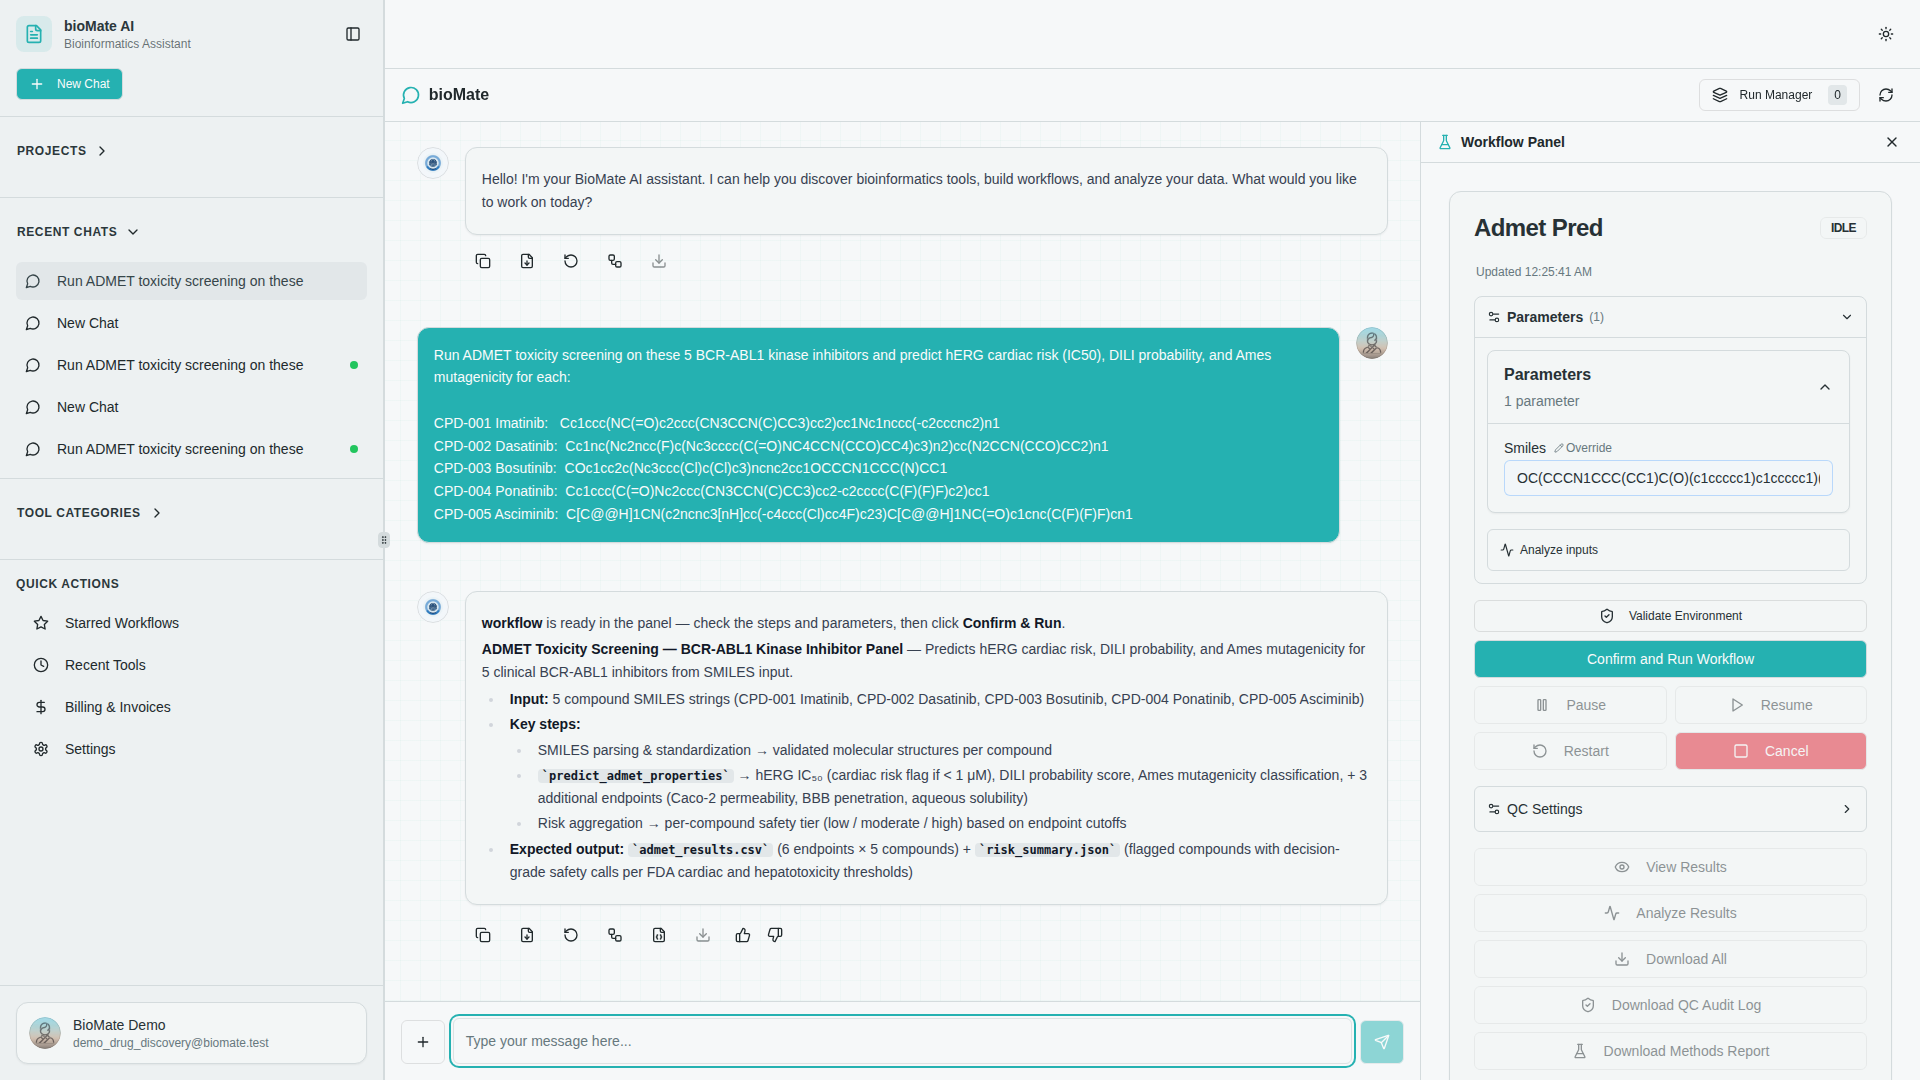 bioMate AI
Bioinformatics Assistant
New Chat
PROJECTS
RECENT CHATS
Run ADMET toxicity screening on these
New Chat
Run ADMET toxicity screening on these
New Chat
Run ADMET toxicity screening on these
TOOL CATEGORIES
QUICK ACTIONS
Starred Workflows
Recent Tools
Billing & Invoices
Settings
BioMate Demo
demo_drug_discovery@biomate.test
bioMate
Run Manager 0
Hello! I'm your BioMate AI assistant. I can help you discover bioinformatics tools, build workflows, and analyze your data. What would you like
to work on today?
Run ADMET toxicity screening on these 5 BCR-ABL1 kinase inhibitors and predict hERG cardiac risk (IC50), DILI probability, and Ames
mutagenicity for each:
CPD-001 Imatinib: Cc1ccc(NC(=O)c2ccc(CN3CCN(C)CC3)cc2)cc1Nc1nccc(-c2cccnc2)n1
CPD-002 Dasatinib: Cc1nc(Nc2ncc(F)c(Nc3cccc(C(=O)NC4CCN(CCO)CC4)c3)n2)cc(N2CCN(CCO)CC2)n1
CPD-003 Bosutinib: COc1cc2c(Nc3ccc(Cl)c(Cl)c3)ncnc2cc1OCCCN1CCC(N)CC1
CPD-004 Ponatinib: Cc1ccc(C(=O)Nc2ccc(CN3CCN(C)CC3)cc2-c2cccc(C(F)(F)F)c2)cc1
CPD-005 Asciminib: C[C@@H]1CN(c2ncnc3[nH]cc(-c4ccc(Cl)cc4F)c23)C[C@@H]1NC(=O)c1cnc(C(F)(F)F)cn1
workflow is ready in the panel — check the steps and parameters, then click Confirm & Run.
ADMET Toxicity Screening — BCR-ABL1 Kinase Inhibitor Panel — Predicts hERG cardiac risk, DILI probability, and Ames mutagenicity for
5 clinical BCR-ABL1 inhibitors from SMILES input.
Input: 5 compound SMILES strings (CPD-001 Imatinib, CPD-002 Dasatinib, CPD-003 Bosutinib, CPD-004 Ponatinib, CPD-005 Asciminib)
Key steps:
SMILES parsing & standardization → validated molecular structures per compound
`predict_admet_properties` → hERG IC₅₀ (cardiac risk flag if < 1 μM), DILI probability score, Ames mutagenicity classification, + 3
additional endpoints (Caco-2 permeability, BBB penetration, aqueous solubility)
Risk aggregation → per-compound safety tier (low / moderate / high) based on endpoint cutoffs
Expected output: `admet_results.csv` (6 endpoints × 5 compounds) + `risk_summary.json` (flagged compounds with decision-
grade safety calls per FDA cardiac and hepatotoxicity thresholds)
Type your message here...
Workflow Panel
Admet Pred IDLE
Updated 12:25:41 AM
Parameters (1)
Parameters
1 parameter
Smiles Override
OC(CCCN1CCC(CC1)C(O)(c1ccccc1)c1ccccc1)
Analyze inputs
Validate Environment
Confirm and Run Workflow
Pause Resume
Restart Cancel
QC Settings
View Results
Analyze Results
Download All
Download QC Audit Log
Download Methods Report